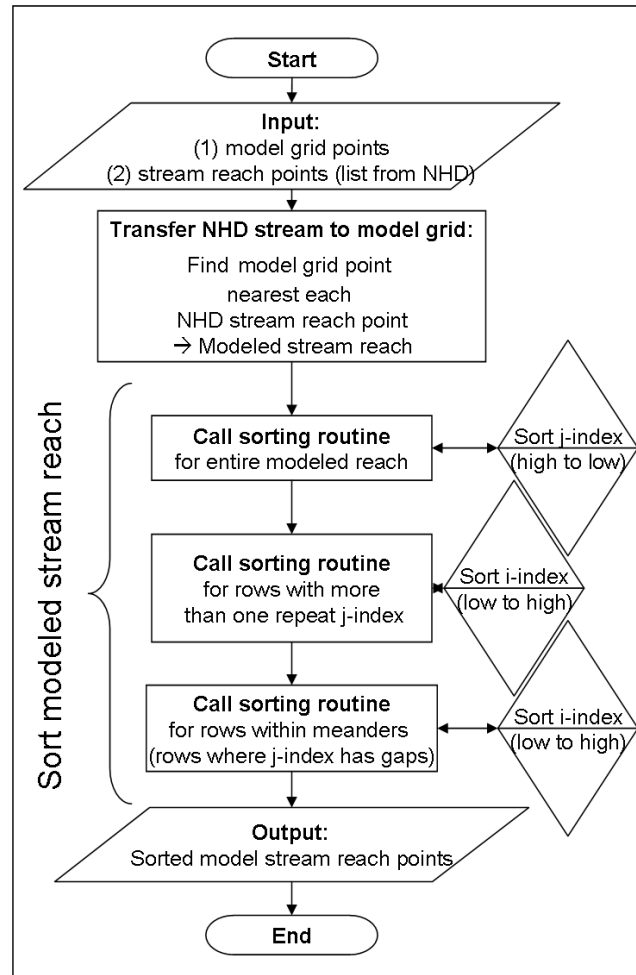 Start
Input:
(1) model grid points
(2) stream reach points (list from NHD)
Transfer NHD stream to model grid:
Find model grid point
nearest each
NHD stream reach point
→ Modeled stream reach
Sort modeled stream reach
Call sorting routine
for entire modeled reach
Sort j-index
(high to low)
Call sorting routine
for rows with more
than one repeat j-index
Sort i-index
(low to high)
Call sorting routine
for rows within meanders
(rows where j-index has gaps)
Sort i-index
(low to high)
Output:
Sorted model stream reach points
End